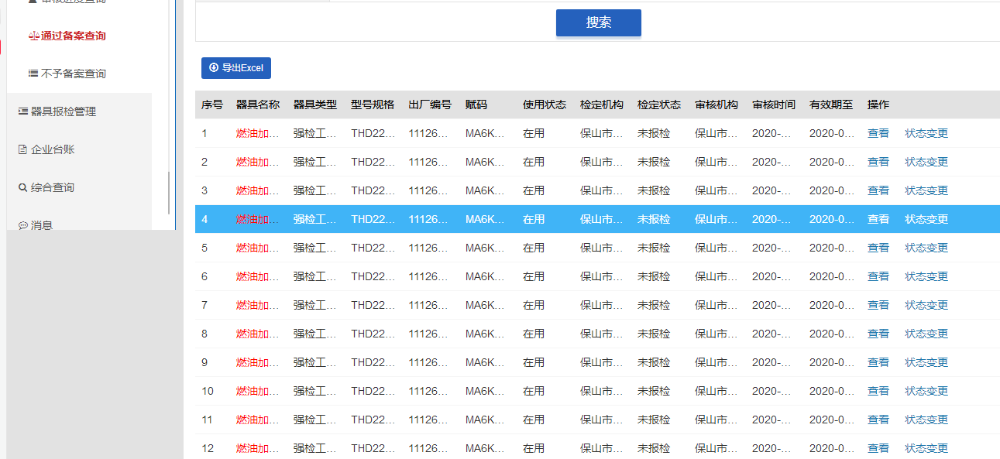 审核进度查询
通过备案查询
不予备案查询
器具报检管理
企业台账
综合查询
消息
搜索
导出Excel
序号 器具名称 器具类型 型号规格 出厂编号 赋码 使用状态 检定机构 检定状态 审核机构 审核时间 有效期至 操作
1 燃油加... 强检工... THD22... 11126... MA6K... 在用 保山市... 未报检 保山市... 2020-... 2020-0... 查看 状态变更
2 燃油加... 强检工... THD22... 11126... MA6K... 在用 保山市... 未报检 保山市... 2020-... 2020-0... 查看 状态变更
3 燃油加... 强检工... THD22... 11126... MA6K... 在用 保山市... 未报检 保山市... 2020-... 2020-0... 查看 状态变更
4 燃油加... 强检工... THD22... 11126... MA6K... 在用 保山市... 未报检 保山市... 2020-... 2020-0... 查看 状态变更
5 燃油加... 强检工... THD22... 11126... MA6K... 在用 保山市... 未报检 保山市... 2020-... 2020-0... 查看 状态变更
6 燃油加... 强检工... THD22... 11126... MA6K... 在用 保山市... 未报检 保山市... 2020-... 2020-0... 查看 状态变更
7 燃油加... 强检工... THD22... 11126... MA6K... 在用 保山市... 未报检 保山市... 2020-... 2020-0... 查看 状态变更
8 燃油加... 强检工... THD22... 11126... MA6K... 在用 保山市... 未报检 保山市... 2020-... 2020-0... 查看 状态变更
9 燃油加... 强检工... THD22... 11126... MA6K... 在用 保山市... 未报检 保山市... 2020-... 2020-0... 查看 状态变更
10 燃油加... 强检工... THD22... 11126... MA6K... 在用 保山市... 未报检 保山市... 2020-... 2020-0... 查看 状态变更
11 燃油加... 强检工... THD22... 11126... MA6K... 在用 保山市... 未报检 保山市... 2020-... 2020-0... 查看 状态变更
12 燃油加... 强检工... THD22... 11126... MA6K... 在用 保山市... 未报检 保山市... 2020-... 2020-0... 查看 状态变更